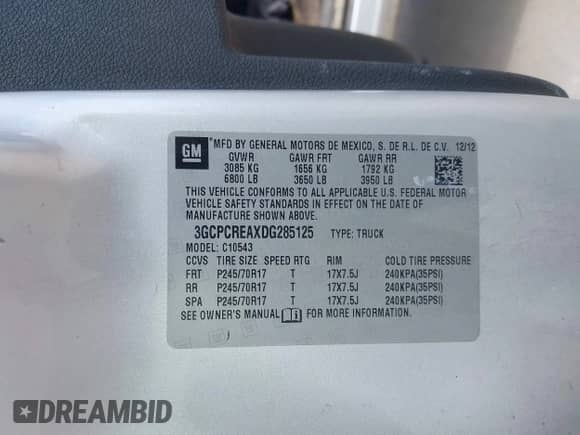 GM
®MFD BY GENERAL MOTORS DE MEXICO, S. DE R.L. DE C.V. 12/12
GVWR GAWR FRT GAWR RR
3085 KG 1656 KG 1792 KG
6800 LB 3650 LB 3950 LB
THIS VEHICLE CONFORMS TO ALL APPLICABLE U.S. FEDERAL MOTOR
VEHICLE SAFETY STANDARDS IN EFFECT ON THE DATE OF
MANUFACTURE SHOWN ABOVE.
3GCPCREAXDG285125 TYPE: TRUCK
MODEL: C10543
CCVS TIRE SIZE SPEED RTG RIM COLD TIRE PRESSURE
FRT P245/70R17 T 17X7.5J 240KPA(35PSI)
RR P245/70R17 T 17X7.5J 240KPA(35PSI)
SPA P245/70R17 T 17X7.5J 240KPA(35PSI)
SEE OWNER'S MANUAL FOR MORE INFORMATION.
DREAMBID